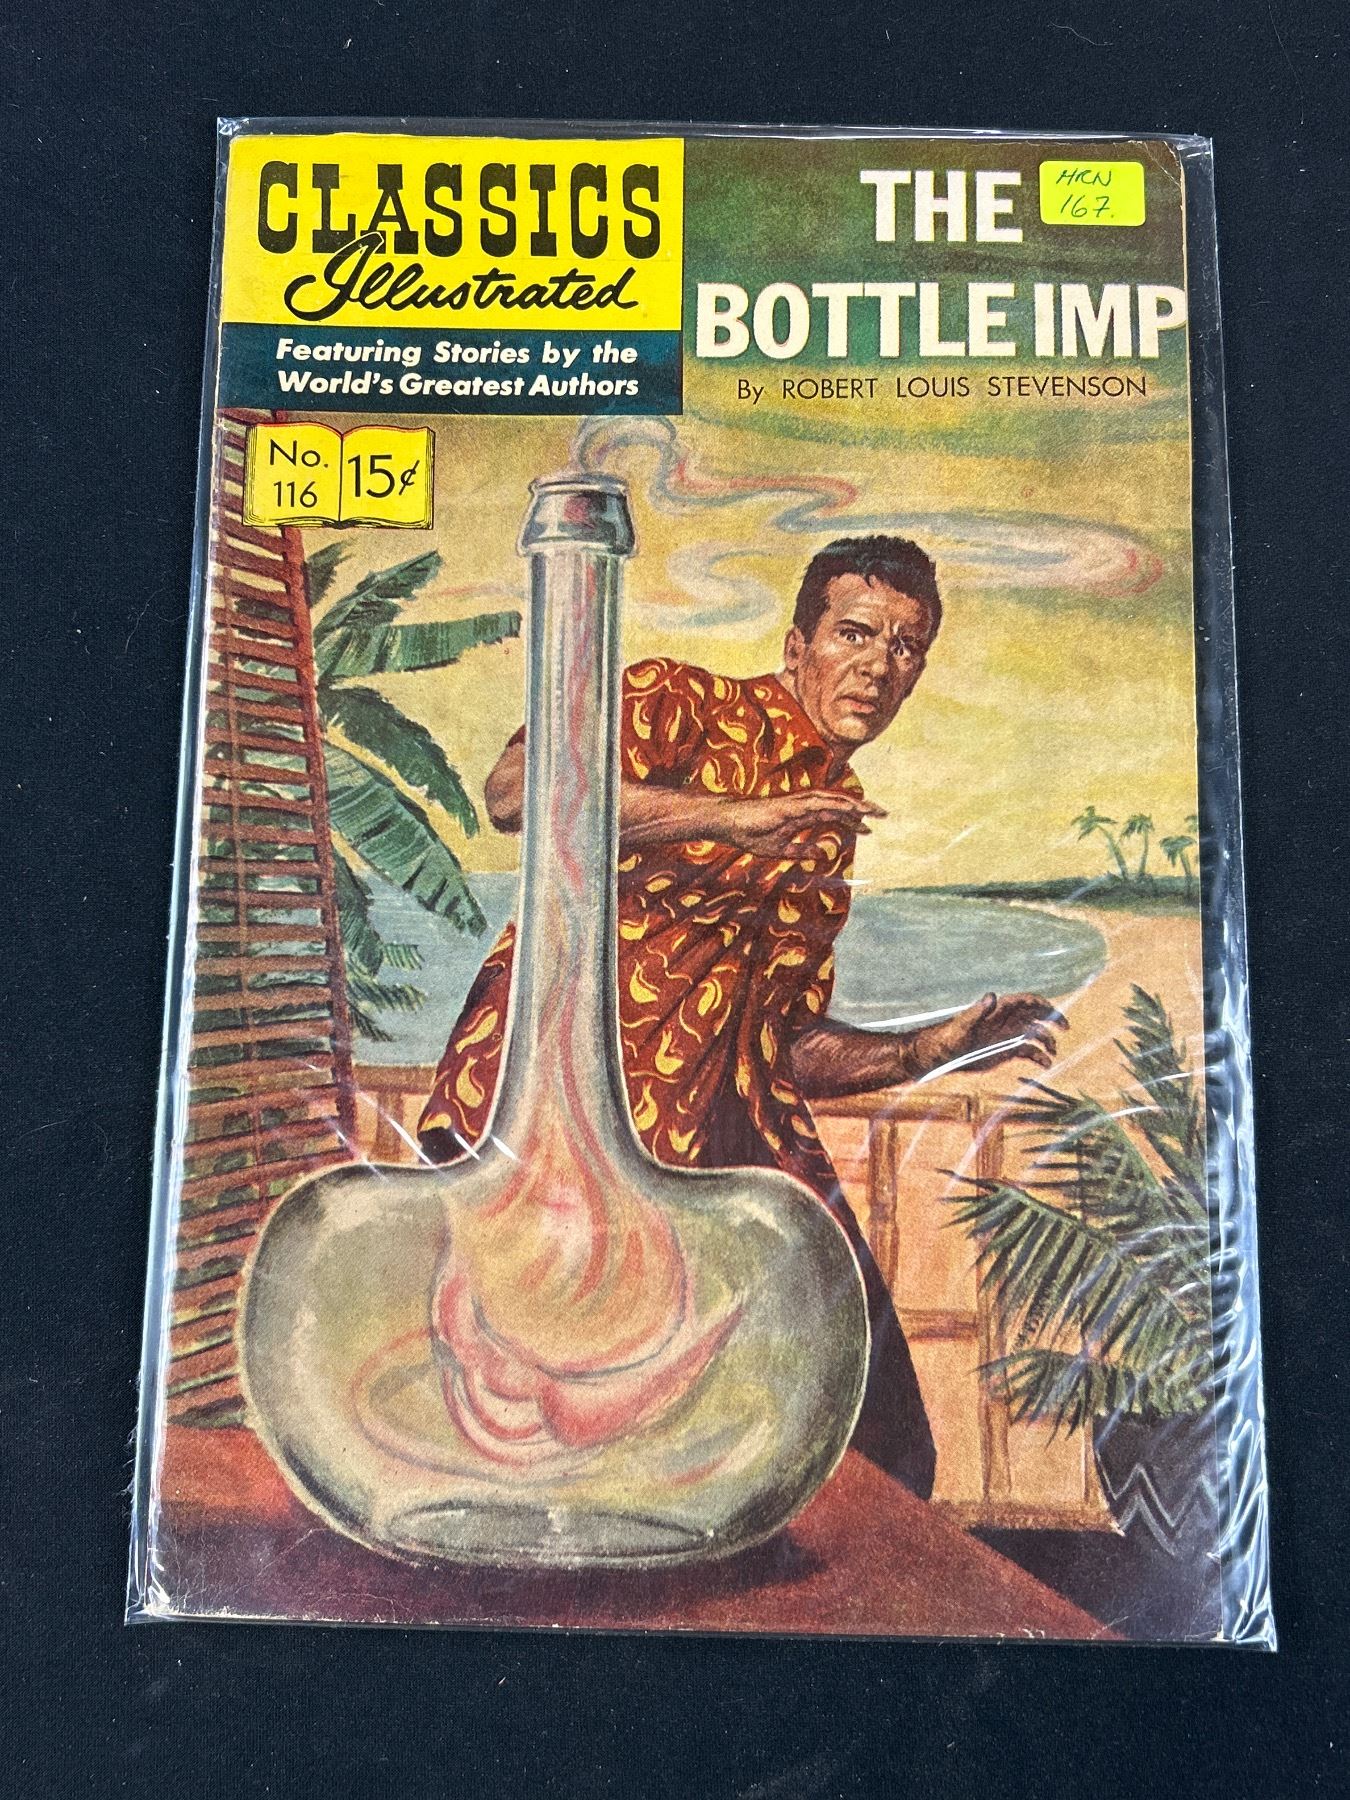 CLASSICS
Illustrated
Featuring Stories by the
World's Greatest Authors
No.
116
15¢
THE
BOTTLE IMP
By ROBERT LOUIS STEVENSON
HRN
167.